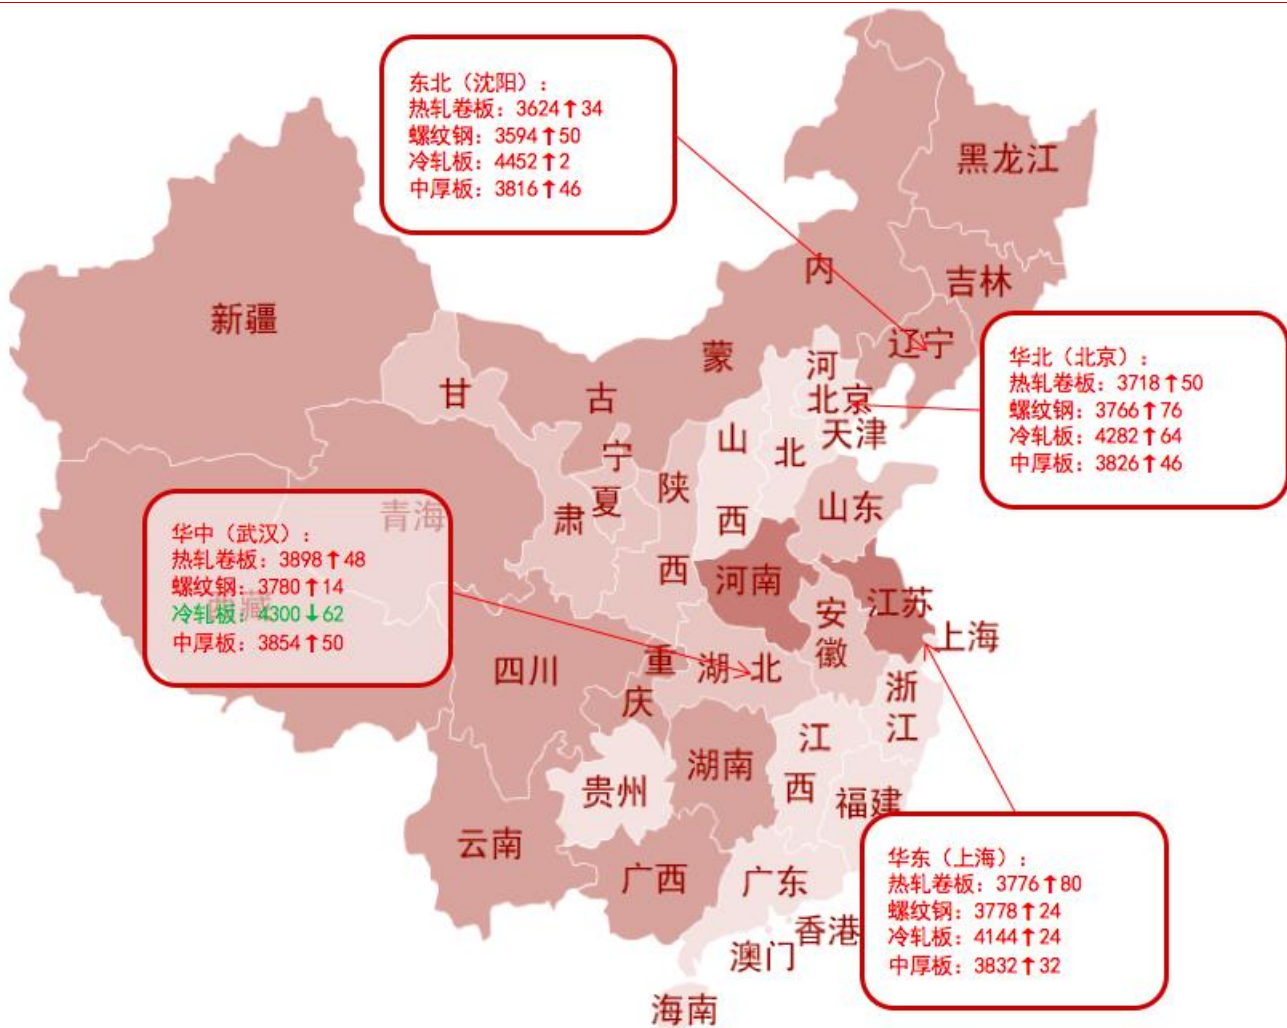 东北（沈阳）：
热轧卷板：3624↑34
螺纹钢：3594↑50
冷轧板：4452↑2
中厚板：3816↑46
黑龙江
内
蒙
古
吉林
辽宁
新疆
甘
肃
宁
夏
河
北
北京
天津
山
西
陕
西
山东
华北（北京）：
热轧卷板：3718↑50
螺纹钢：3766↑76
冷轧板：4282↑64
中厚板：3826↑46
青海
西藏
华中（武汉）：
热轧卷板：3898↑48
螺纹钢：3780↑14
冷轧板：4300↓62
中厚板：3854↑50
河南
江苏
安
徽
上海
四川
重
庆
湖北
浙
江
江
西
湖南
贵州
福建
云南
广西
广东
香港
澳门
海南
华东（上海）：
热轧卷板：3776↑80
螺纹钢：3778↑24
冷轧板：4144↑24
中厚板：3832↑32